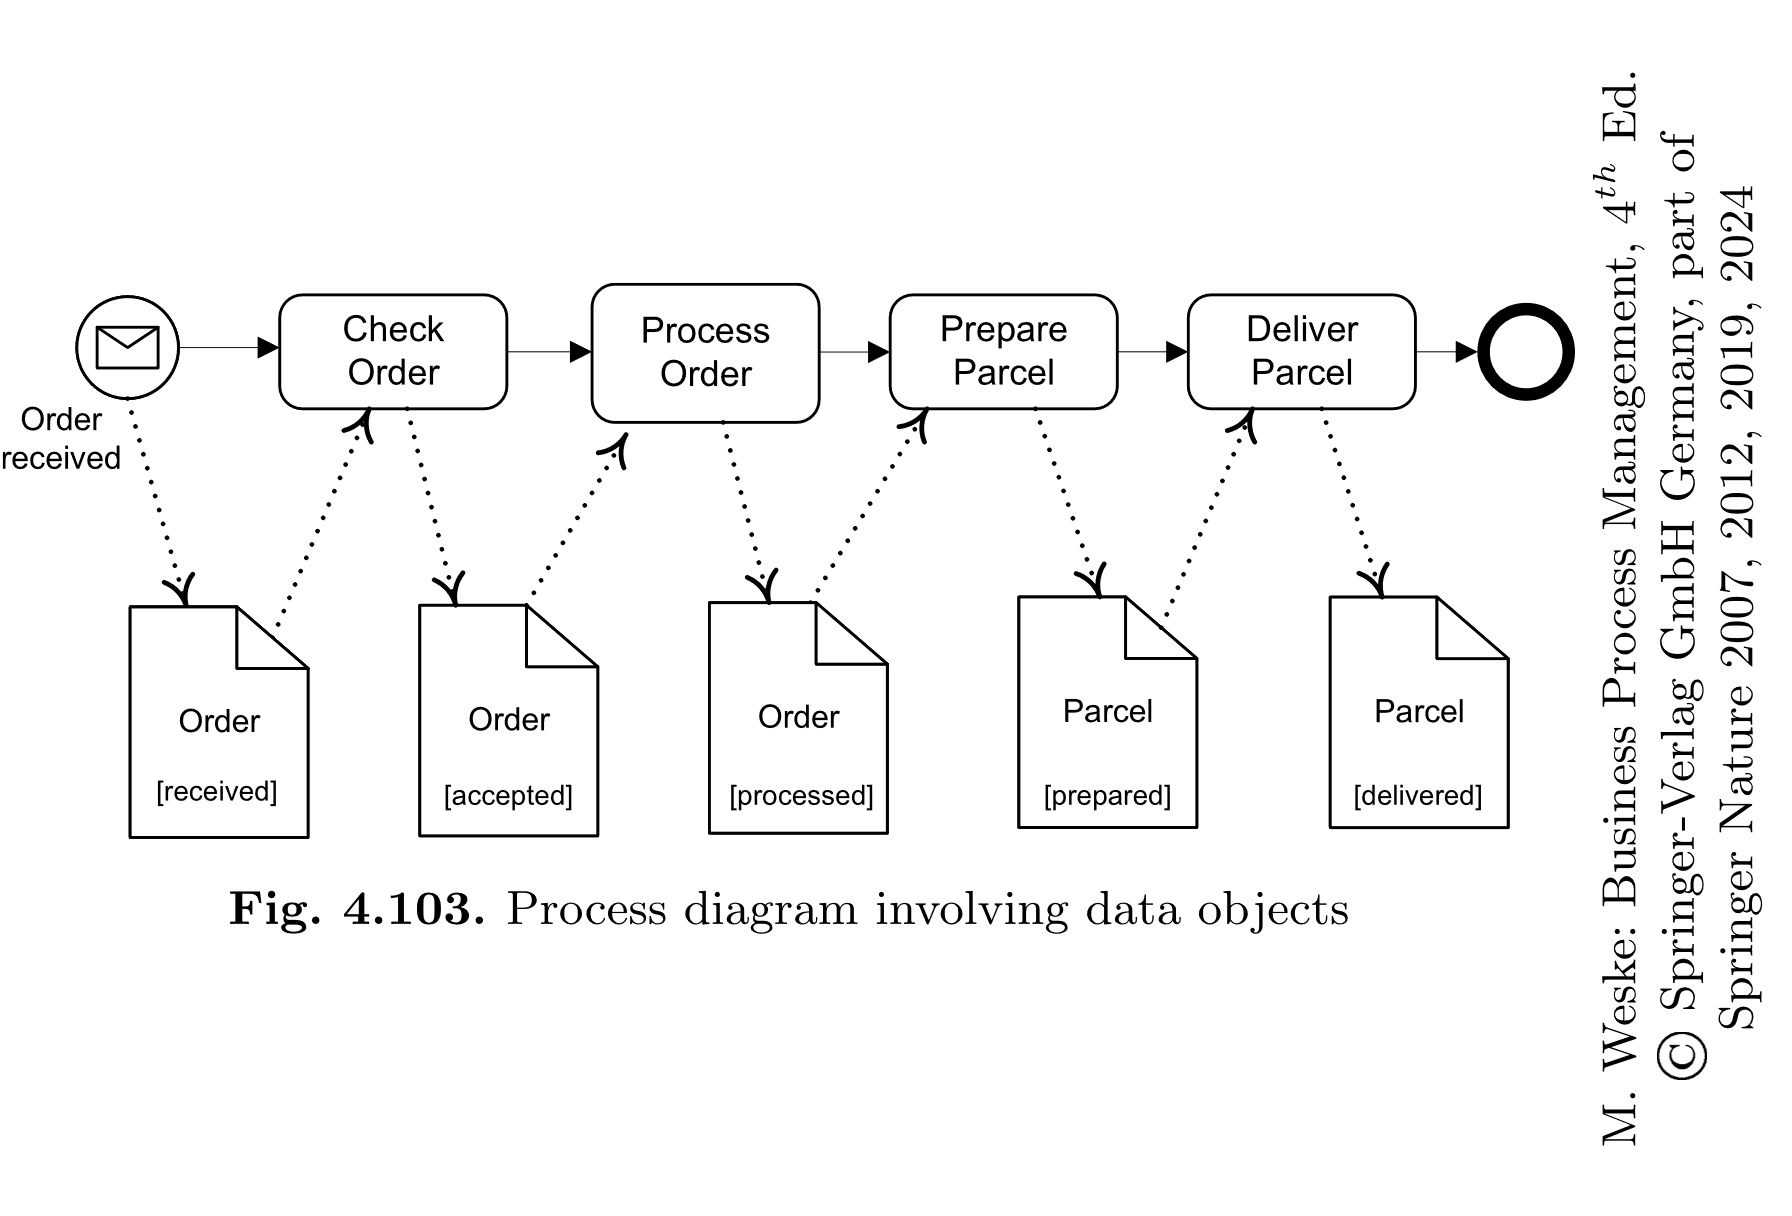 Order
received
Check
Order
Process
Order
Prepare
Parcel
Deliver
Parcel
Order
[received]
Order
[accepted]
Order
[processed]
Parcel
[prepared]
Parcel
[delivered]
Fig. 4.103. Process diagram involving data objects
M. Weske: Business Process Management, 4th Ed.
© Springer-Verlag GmbH Germany, part of
Springer Nature 2007, 2012, 2019, 2024